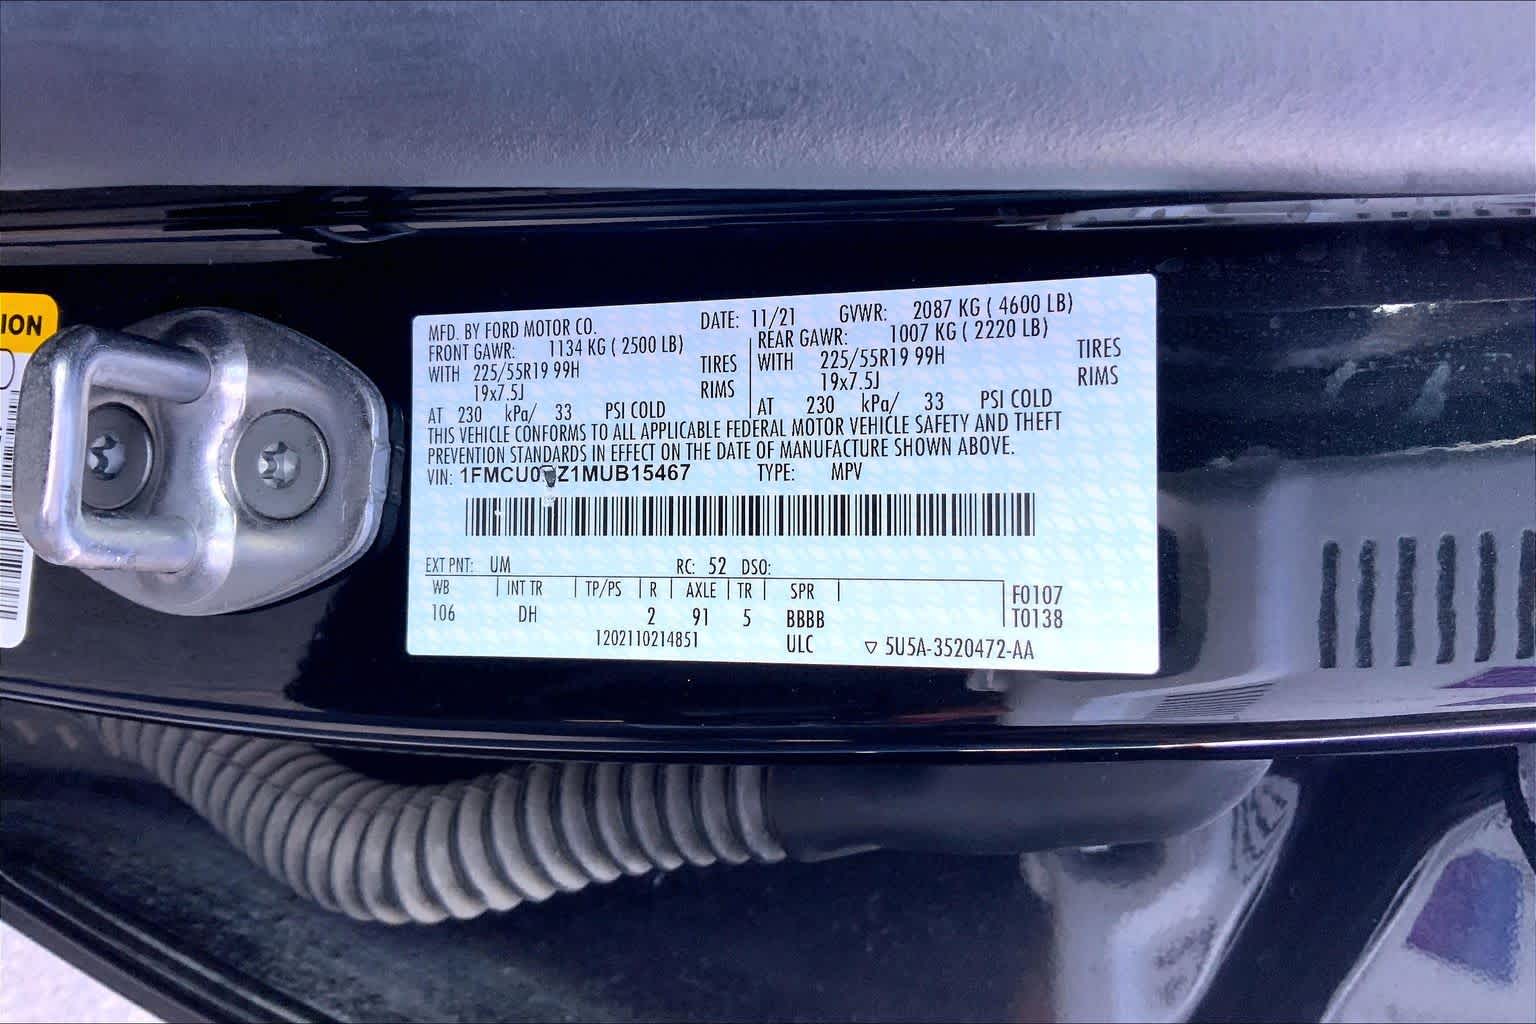 ION
MFD. BY FORD MOTOR CO. DATE: 11/21 GVWR: 2087 KG ( 4600 LB)
FRONT GAWR: 1134 KG ( 2500 LB) REAR GAWR: 1007 KG ( 2220 LB)
WITH 225/55R19 99H TIRES WITH 225/55R19 99H TIRES
19x7.5J RIMS 19x7.5J RIMS
AT 230 kPa/ 33 PSI COLD AT 230 kPa/ 33 PSI COLD
THIS VEHICLE CONFORMS TO ALL APPLICABLE FEDERAL MOTOR VEHICLE SAFETY AND THEFT
PREVENTION STANDARDS IN EFFECT ON THE DATE OF MANUFACTURE SHOWN ABOVE.
VIN: TYPE: MPV
EXT PNT: UM RC: 52 DSO:
WB INT TR TP/PS R AXLE TR SPR F0107
106 DH 2 91 5 BBBB T0138
1202110214851 ULC ▽ 5U5A-3520472-AA